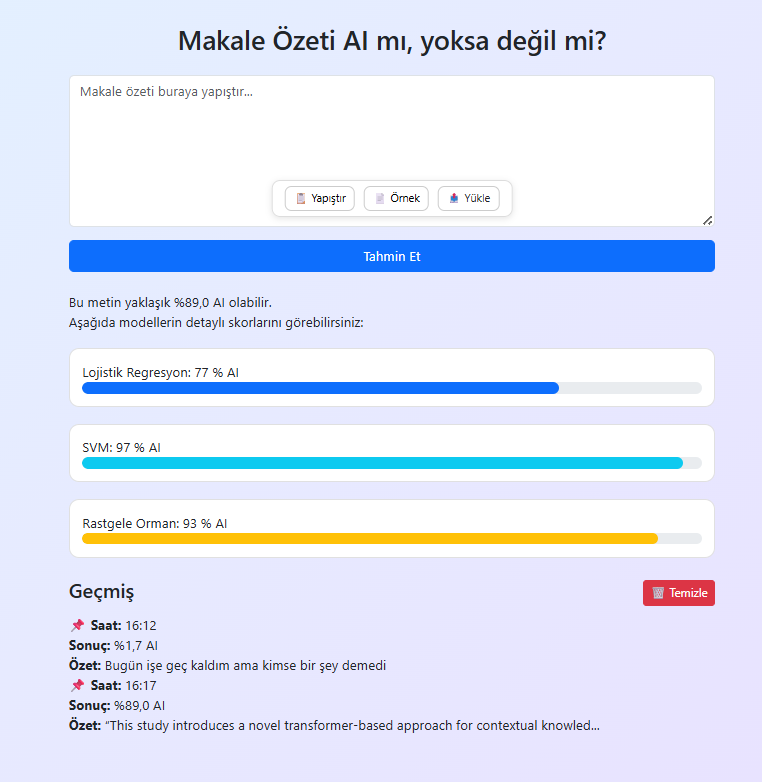 Makale Özeti AI mı, yoksa değil mi?
Makale özeti buraya yapıştır...
Yapıştır
Örnek
Yükle
Tahmin Et
Bu metin yaklaşık %89,0 AI olabilir.
Aşağıda modellerin detaylı skorlarını görebilirsiniz:
Lojistik Regresyon: 77 % AI
SVM: 97 % AI
Rastgele Orman: 93 % AI
Geçmiş
Temizle
Saat: 16:12
Sonuç: %1,7 AI
Özet: Bugün işe geç kaldım ama kimse bir şey demedi
Saat: 16:17
Sonuç: %89,0 AI
Özet: “This study introduces a novel transformer-based approach for contextual knowled...